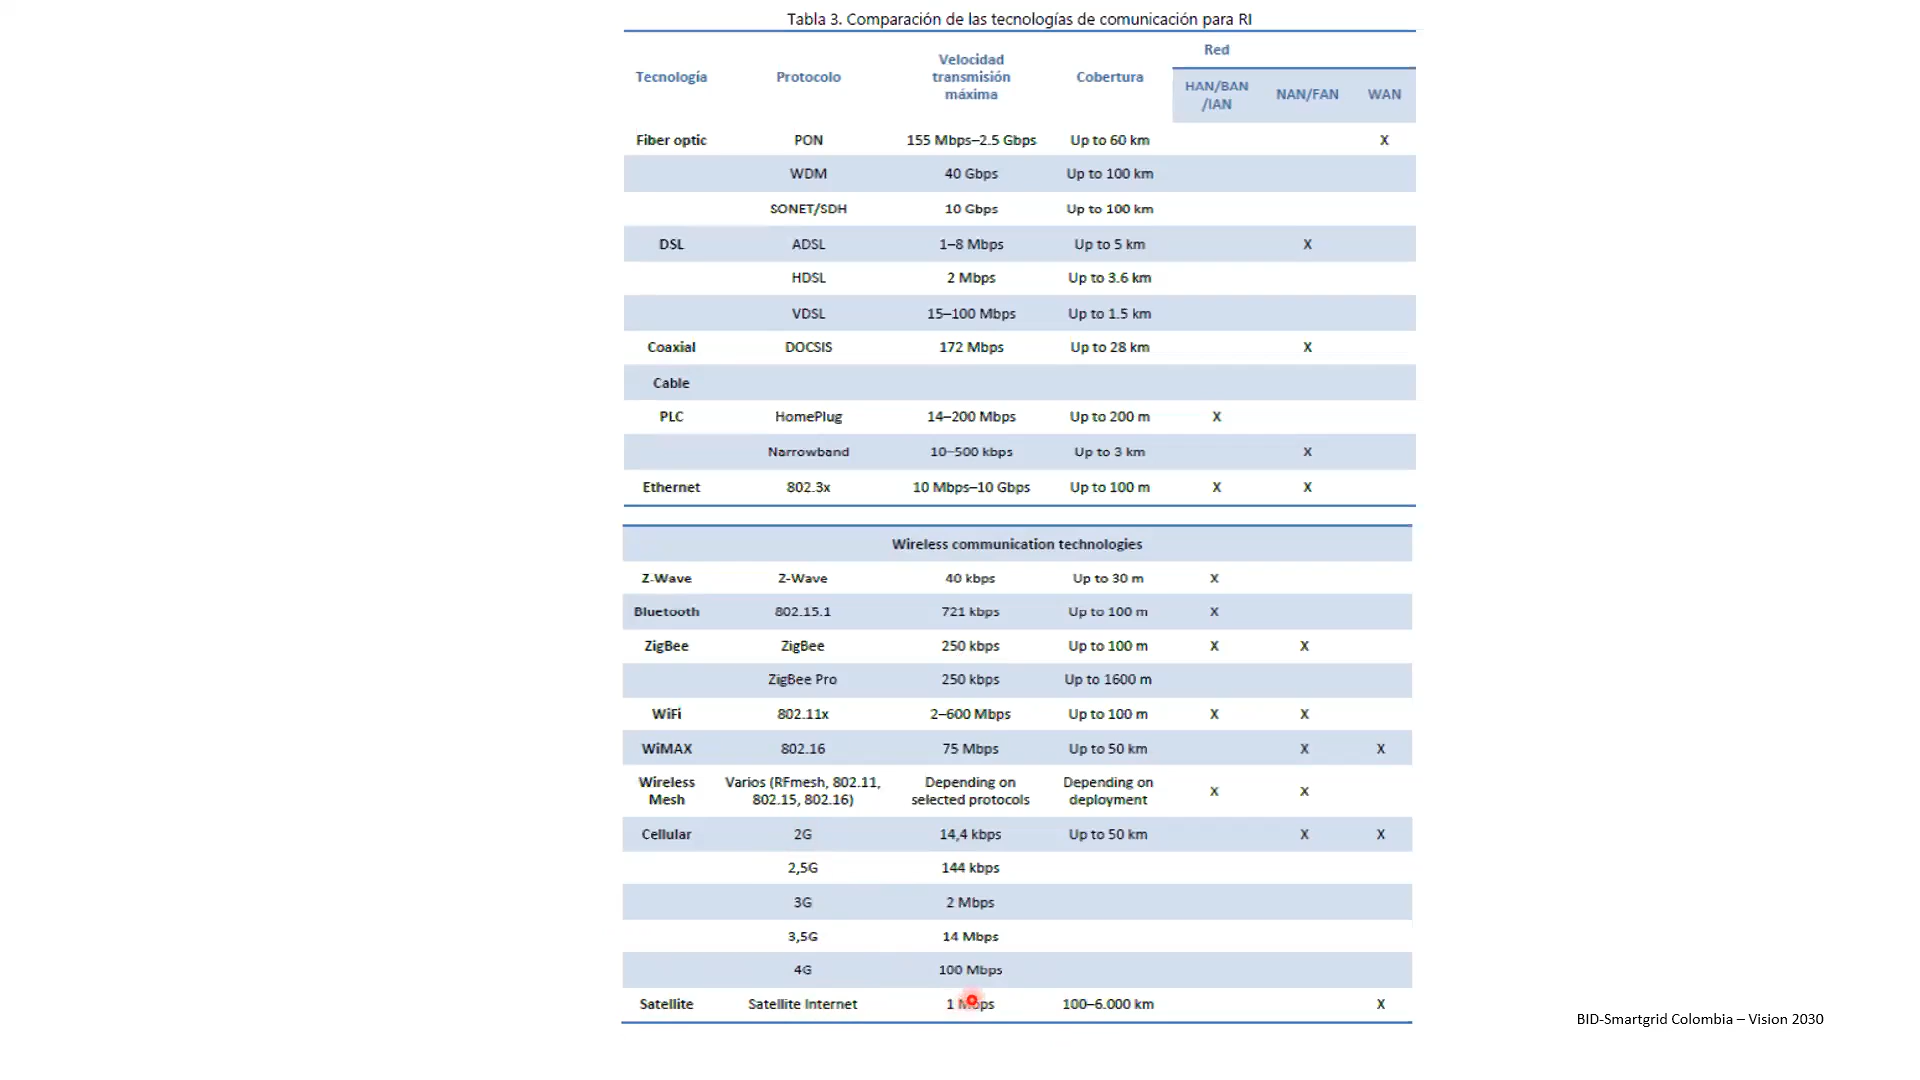 Tabla 3. Comparación de las tecnologías de comunicación para RI
Tecnología Protocolo Velocidad transmisión máxima Cobertura Red
HAN/BAN/IAN NAN/FAN WAN
Fiber optic PON 155 Mbps–2.5 Gbps Up to 60 km X
WDM 40 Gbps Up to 100 km
SONET/SDH 10 Gbps Up to 100 km
DSL ADSL 1–8 Mbps Up to 5 km X
HDSL 2 Mbps Up to 3.6 km
VDSL 15–100 Mbps Up to 1.5 km
Coaxial DOCSIS 172 Mbps Up to 28 km X
Cable
PLC HomePlug 14–200 Mbps Up to 200 m X
Narrowband 10–500 kbps Up to 3 km X
Ethernet 802.3x 10 Mbps–10 Gbps Up to 100 m X X
Wireless communication technologies
Z-Wave Z-Wave 40 kbps Up to 30 m X
Bluetooth 802.15.1 721 kbps Up to 100 m X
ZigBee ZigBee 250 kbps Up to 100 m X X
ZigBee Pro 250 kbps Up to 1600 m
WiFi 802.11x 2–600 Mbps Up to 100 m X X
WiMAX 802.16 75 Mbps Up to 50 km X X
Wireless Mesh Varios (RFmesh, 802.11, 802.15, 802.16) Depending on selected protocols Depending on deployment X X
Cellular 2G 14,4 kbps Up to 50 km X X
2,5G 144 kbps
3G 2 Mbps
3,5G 14 Mbps
4G 100 Mbps
Satellite Satellite Internet 1 Mbps 100–6.000 km X
BID-Smartgrid Colombia – Vision 2030